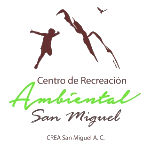 Centro de Recreación
Ambiental
San Miguel
CREA San Miguel A. C.